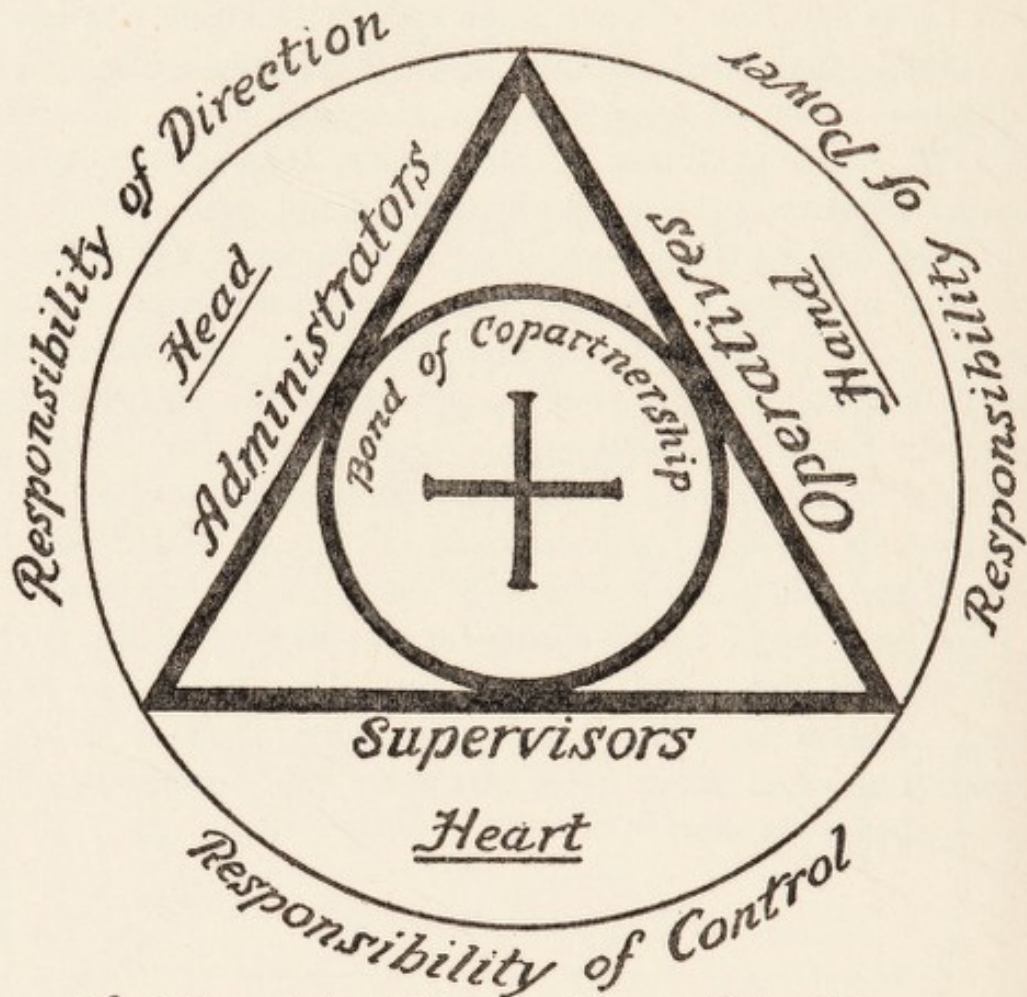 Responsibility of Direction
Head
Administrators
Responsibility of Power
Hand
Operatives
Bond of Copartnership
Supervisors
Heart
Responsibility of Control